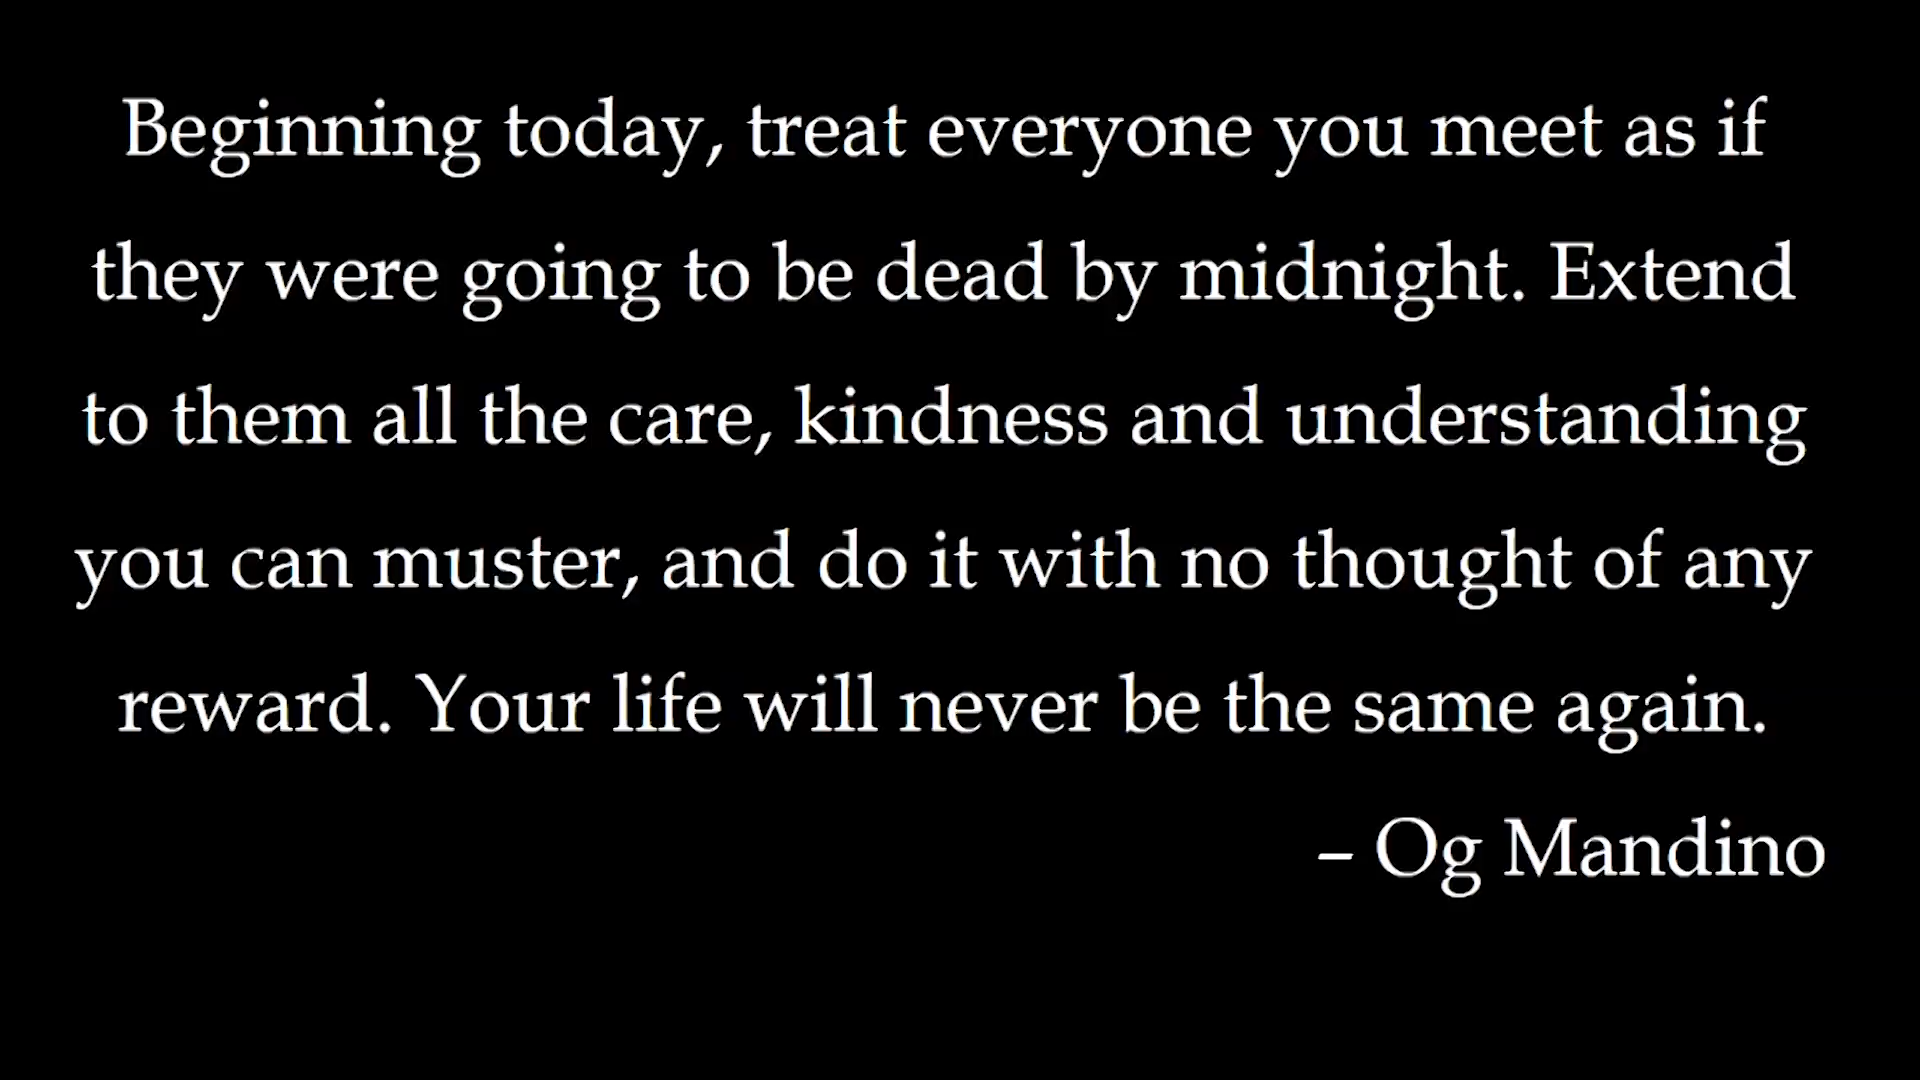 Beginning today, treat everyone you meet as if
they were going to be dead by midnight. Extend
to them all the care, kindness and understanding
you can muster, and do it with no thought of any
reward. Your life will never be the same again.
– Og Mandino